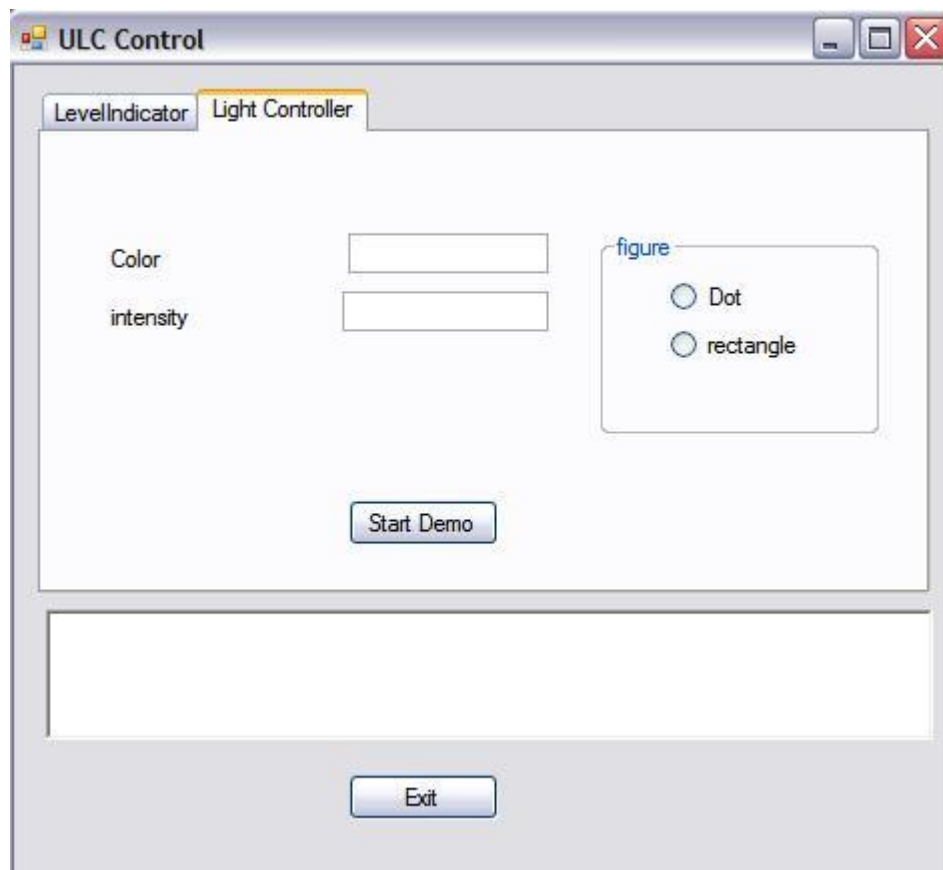 ULC Control
LevelIndicator
Light Controller
Color
intensity
figure
Dot
rectangle
Start Demo
Exit